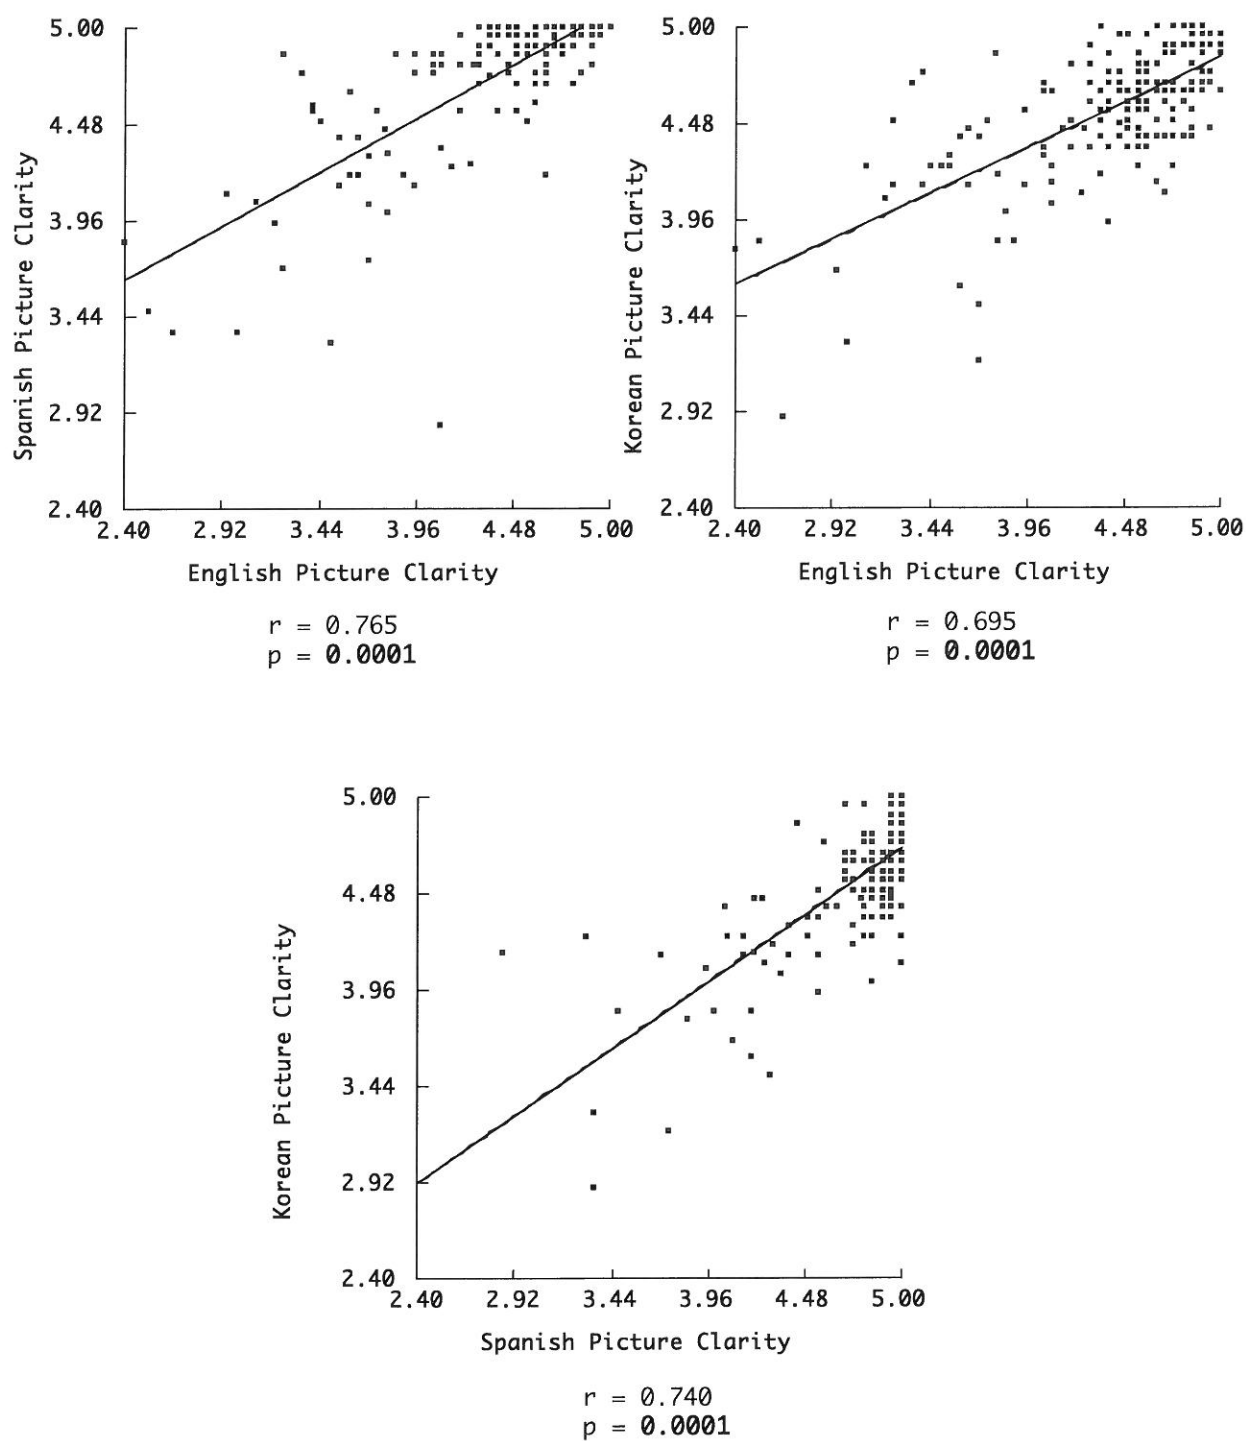 5.00
4.48
3.96
3.44
2.92
2.40
Spanish Picture Clarity
2.40 2.92 3.44 3.96 4.48 5.00
English Picture Clarity
r = 0.765
p = 0.0001
5.00
4.48
3.96
3.44
2.92
2.40
Korean Picture Clarity
2.40 2.92 3.44 3.96 4.48 5.00
English Picture Clarity
r = 0.695
p = 0.0001
5.00
4.48
3.96
3.44
2.92
2.40
Korean Picture Clarity
2.40 2.92 3.44 3.96 4.48 5.00
Spanish Picture Clarity
r = 0.740
p = 0.0001